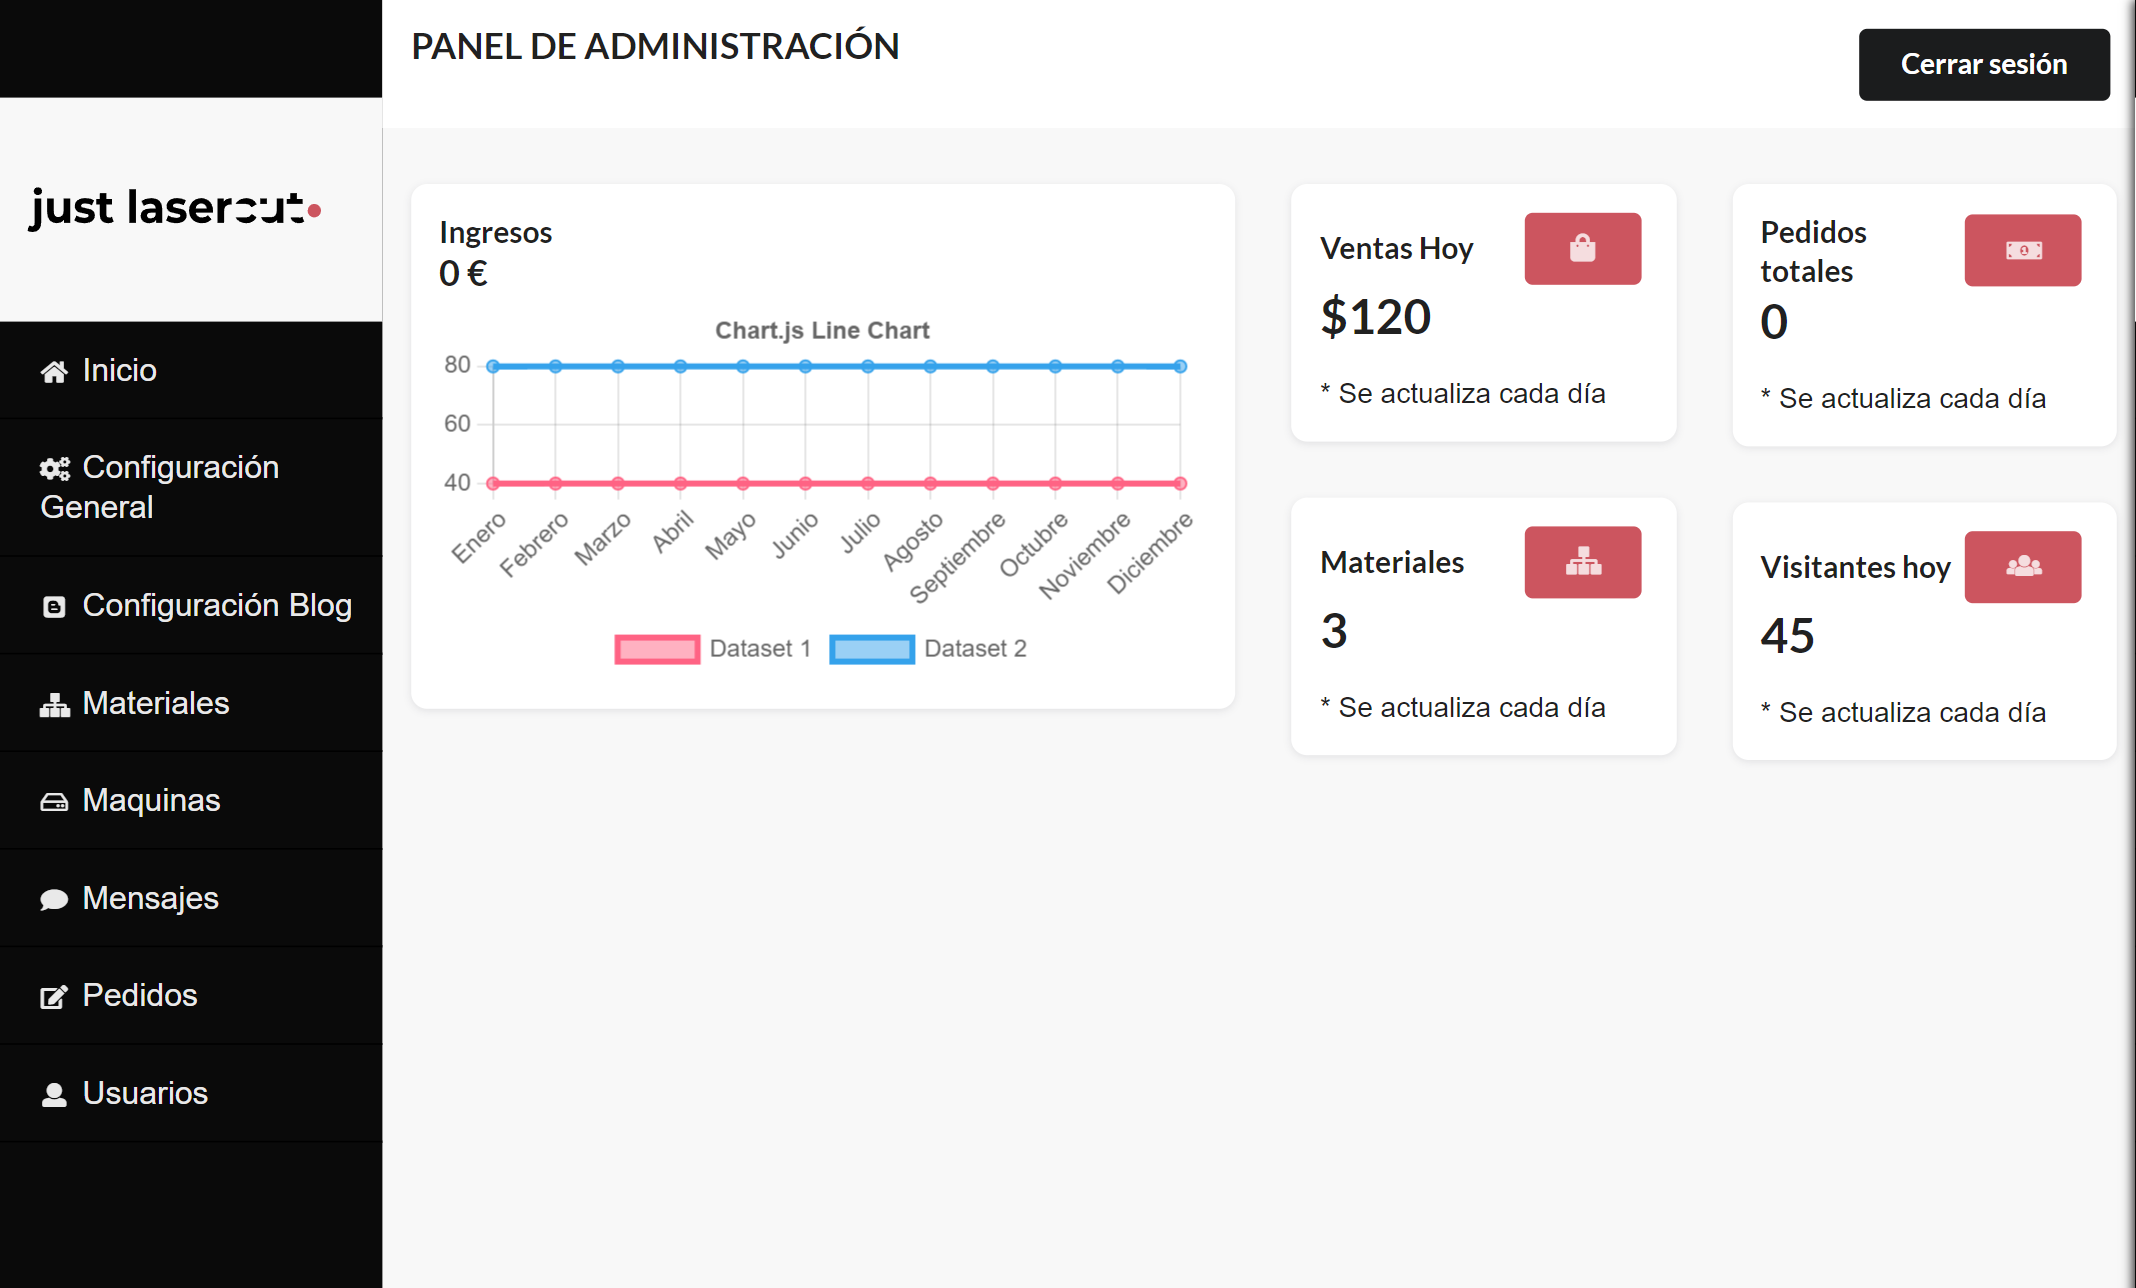 PANEL DE ADMINISTRACIÓN
Cerrar sesión
just lasercut
Inicio
Configuración
General
Configuración Blog
Materiales
Maquinas
Mensajes
Pedidos
Usuarios
Ingresos
0 €
Chart.js Line Chart
80
60
40
Enero
Febrero
Marzo
Abril
Mayo
Junio
Julio
Agosto
Septiembre
Octubre
Noviembre
Diciembre
Dataset 1
Dataset 2
Ventas Hoy
$120
* Se actualiza cada día
Pedidos
totales
0
* Se actualiza cada día
Materiales
3
* Se actualiza cada día
Visitantes hoy
45
* Se actualiza cada día